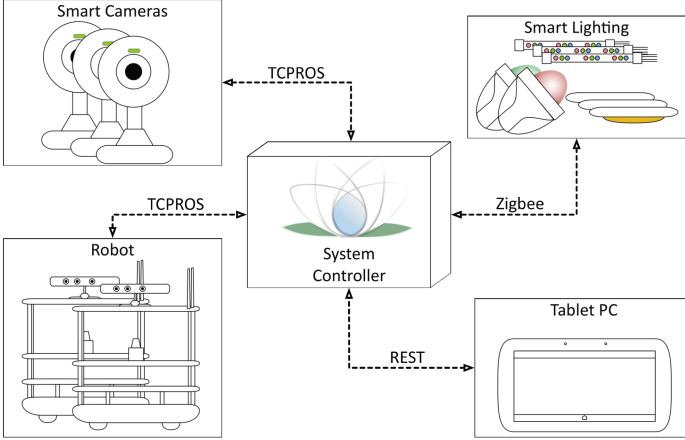 Smart Cameras
Smart Lighting
TCPROS
TCPROS
Zigbee
Robot
System
Controller
Tablet PC
REST